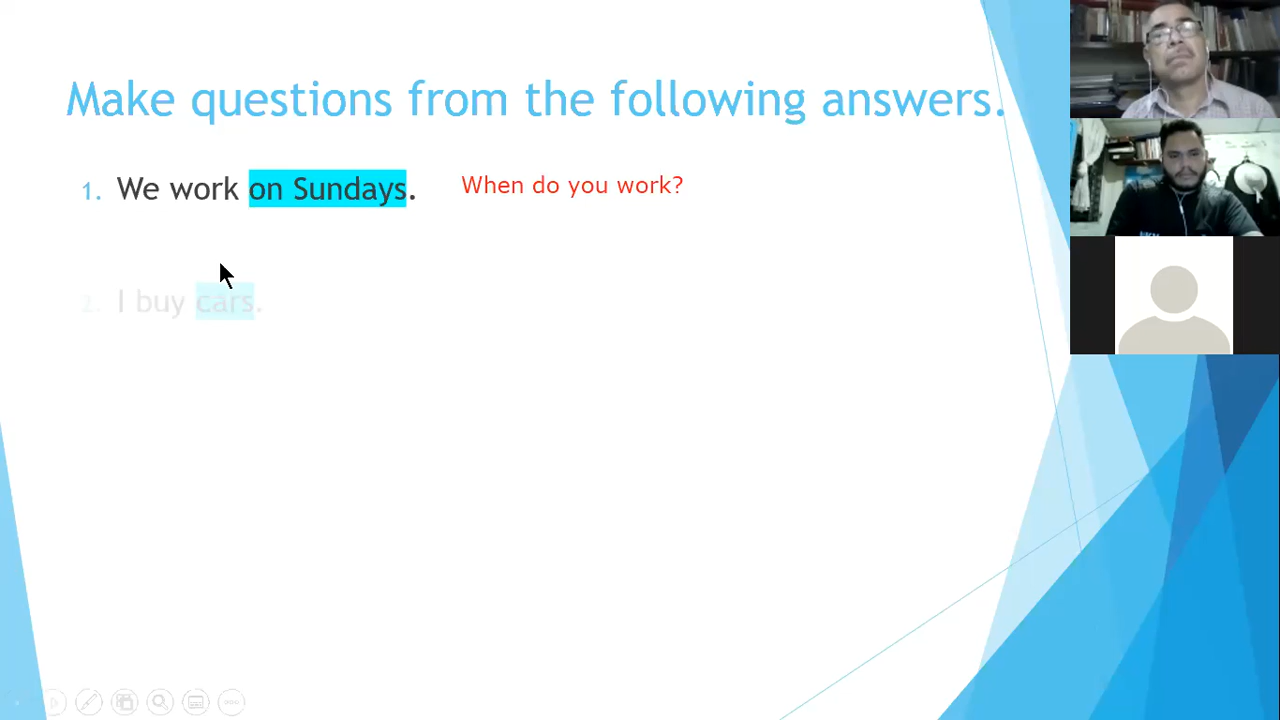 Make questions from the following answers.
1. We work on Sundays. When do you work?
2. I buy cars.